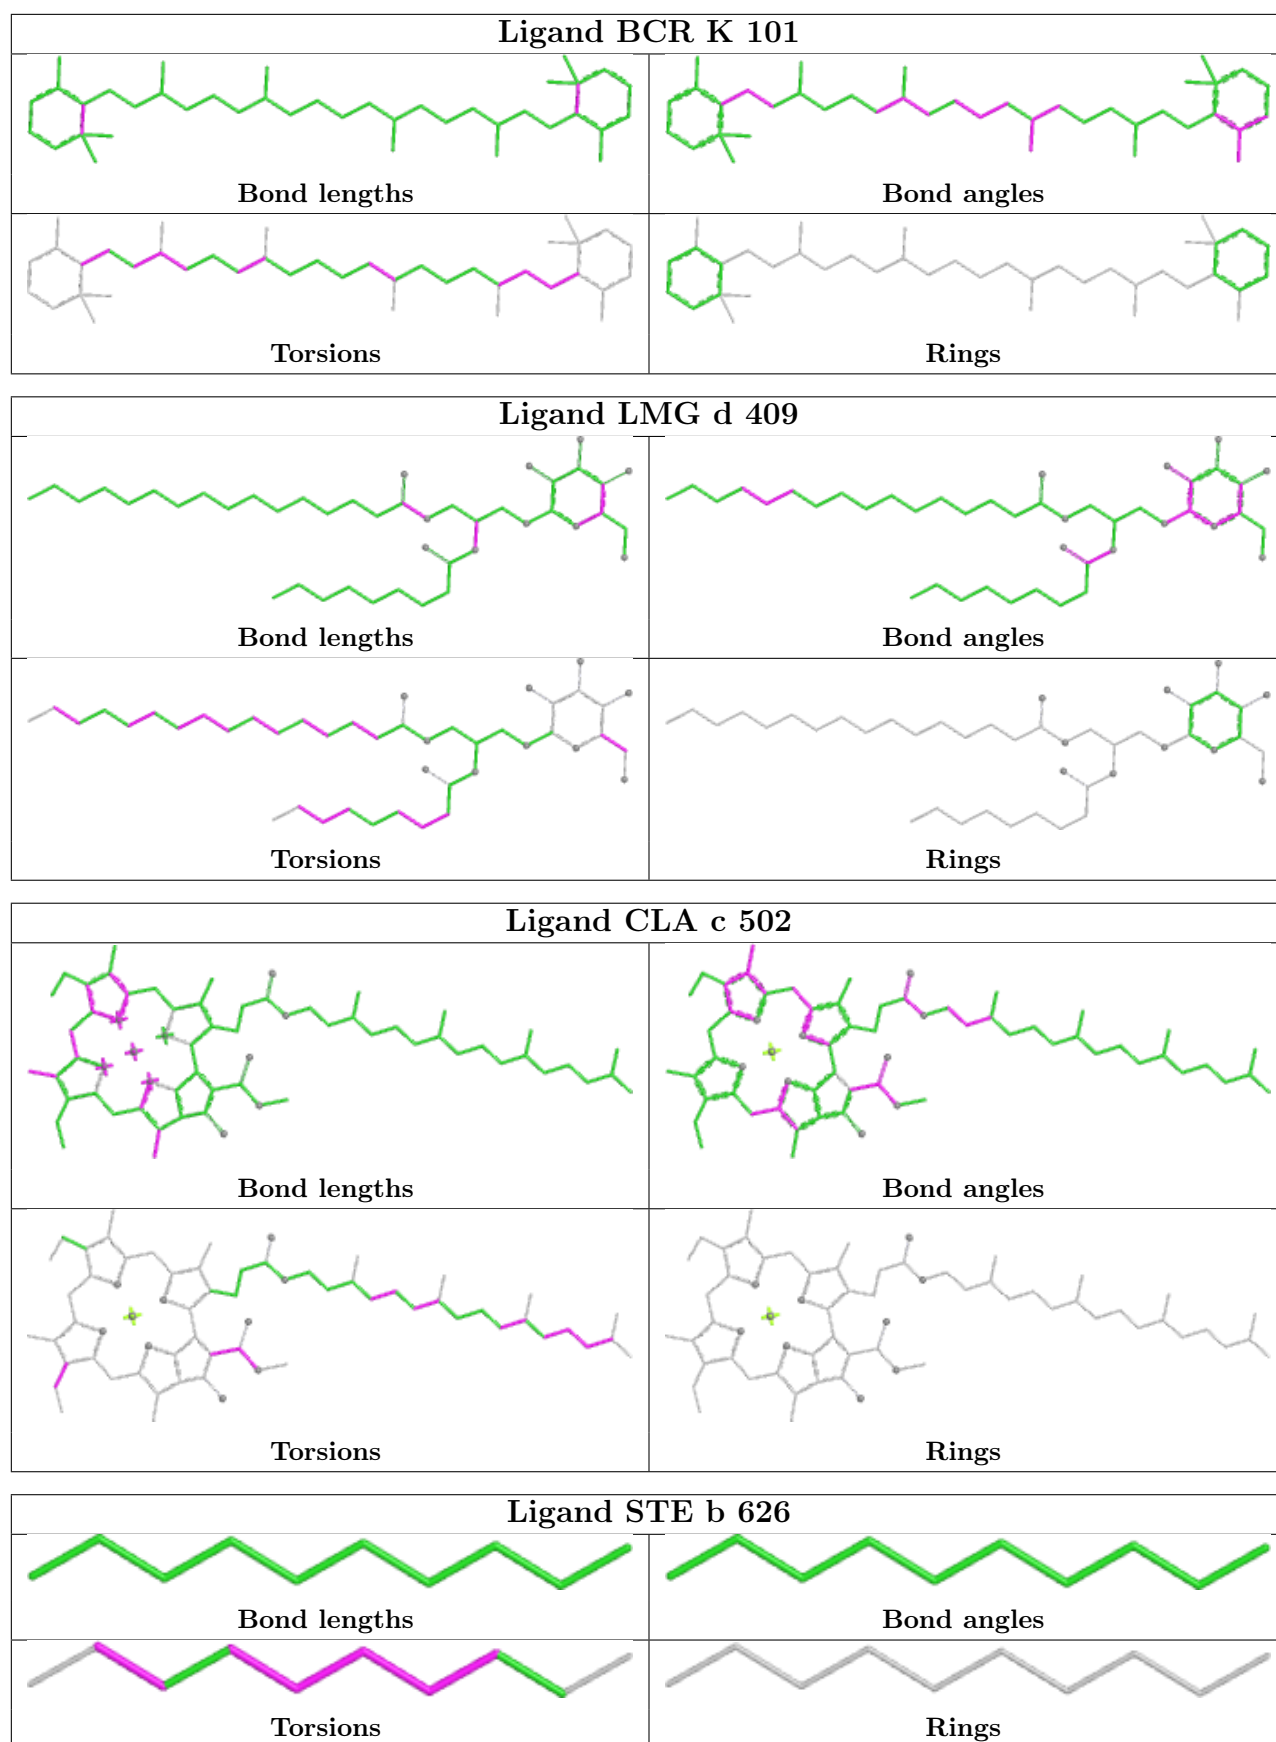 Ligand BCR K 101
Bond lengths
Bond angles
Torsions
Rings
Ligand LMG d 409
Bond lengths
Bond angles
Torsions
Rings
Ligand CLA c 502
Bond lengths
Bond angles
Torsions
Rings
Ligand STE b 626
Bond lengths
Bond angles
Torsions
Rings